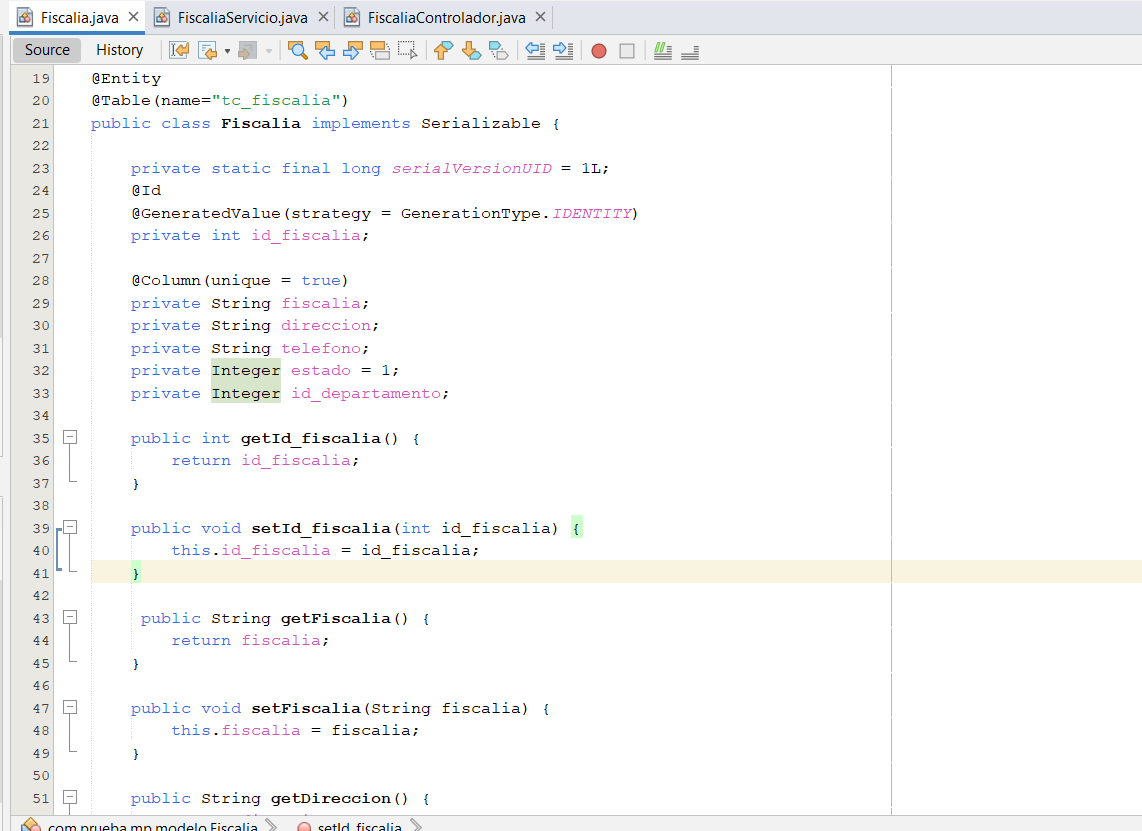 Fiscalia.java
FiscaliaServicio.java
FiscaliaControlador.java
Source
History
19 @Entity
20 @Table(name="tc_fiscalia")
21 public class Fiscalia implements Serializable {
22
23 private static final long serialVersionUID = 1L;
24 @Id
25 @GeneratedValue(strategy = GenerationType.IDENTITY)
26 private int id_fiscalia;
27
28 @Column(unique = true)
29 private String fiscalia;
30 private String direccion;
31 private String telefono;
32 private Integer estado = 1;
33 private Integer id_departamento;
34
35 public int getId_fiscalia() {
36 return id_fiscalia;
37 }
38
39 public void setId_fiscalia(int id_fiscalia) {
40 this.id_fiscalia = id_fiscalia;
41 }
42
43 public String getFiscalia() {
44 return fiscalia;
45 }
46
47 public void setFiscalia(String fiscalia) {
48 this.fiscalia = fiscalia;
49 }
50
51 public String getDireccion() {
com.prueba.mp.modelo.Fiscalia
setId_fiscalia